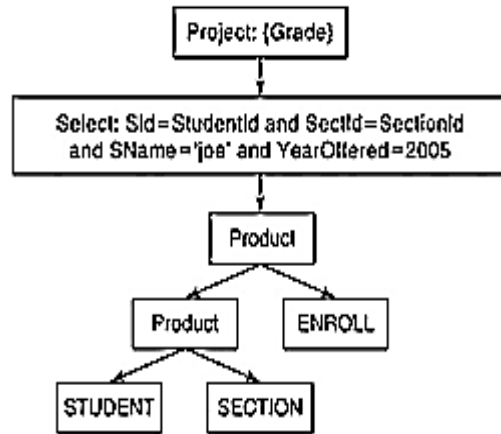 Project: {Grade}
Select: SId=StudentId and SectId=SectionId
and SName='joe' and YearOffered=2005
Product
Product
ENROLL
STUDENT
SECTION